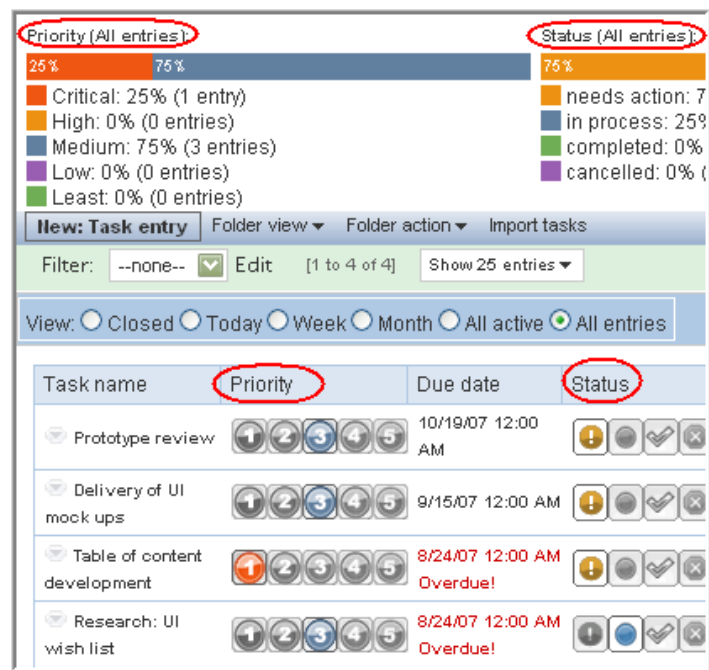 Priority (All entries):
Status (All entries):
25% 75%
75%
Critical: 25% (1 entry)
High: 0% (0 entries)
Medium: 75% (3 entries)
Low: 0% (0 entries)
Least: 0% (0 entries)
needs action: 7
in process: 25%
completed: 0%
cancelled: 0% (
New: Task entry Folder view Folder action Import tasks
Filter: --none-- Edit [1 to 4 of 4] Show 25 entries
View: Closed Today Week Month All active All entries
Task name Priority Due date Status
Prototype review 1 2 3 4 5 10/19/07 12:00
AM
!
Delivery of UI
mock ups
1 2 3 4 5 9/15/07 12:00 AM !
Table of content
development
1 2 3 4 5 8/24/07 12:00 AM
Overdue!
!
Research: UI
wish list
1 2 3 4 5 8/24/07 12:00 AM
Overdue!
!